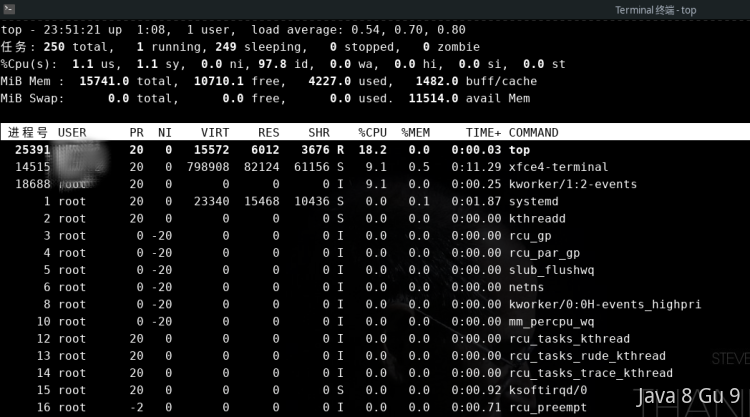 Terminal 终端 - top
top - 23:51:21 up  1:08,  1 user,  load average: 0.54, 0.70, 0.80
任务: 250 total,   1 running, 249 sleeping,   0 stopped,   0 zombie
%Cpu(s):  1.1 us,  1.1 sy,  0.0 ni, 97.8 id,  0.0 wa,  0.0 hi,  0.0 si,  0.0 st
MiB Mem :  15741.0 total,  10710.1 free,   4227.0 used,   1482.0 buff/cache
MiB Swap:      0.0 total,      0.0 free,      0.0 used.  11514.0 avail Mem
进程号 USER      PR  NI    VIRT    RES    SHR    %CPU  %MEM     TIME+ COMMAND
25391 20   0   15572   6012   3676 R  18.2   0.0   0:00.03 top
14515 20   0  798908  82124  61156 S   9.1   0.5   0:11.29 xfce4-terminal
18688 20   0       0      0      0 I   9.1   0.0   0:00.25 kworker/1:2-events
1 root      20   0   23340  15468  10436 S   0.0   0.1   0:01.87 systemd
2 root      20   0       0      0      0 S   0.0   0.0   0:00.00 kthreadd
3 root       0 -20       0      0      0 I   0.0   0.0   0:00.00 rcu_gp
4 root       0 -20       0      0      0 I   0.0   0.0   0:00.00 rcu_par_gp
5 root       0 -20       0      0      0 I   0.0   0.0   0:00.00 slub_flushwq
6 root       0 -20       0      0      0 I   0.0   0.0   0:00.00 netns
8 root       0 -20       0      0      0 I   0.0   0.0   0:00.00 kworker/0:0H-events_highpri
10 root       0 -20       0      0      0 I   0.0   0.0   0:00.00 mm_percpu_wq
12 root      20   0       0      0      0 I   0.0   0.0   0:00.00 rcu_tasks_kthread
13 root      20   0       0      0      0 I   0.0   0.0   0:00.00 rcu_tasks_rude_kthread
14 root      20   0       0      0      0 I   0.0   0.0   0:00.00 rcu_tasks_trace_kthread
15 root      20   0       0      0      0 S   0.0   0.0   0:00.92 ksoftirqd/0
16 root      -2   0       0      0      0 I   0.0   0.0   0:00.71 rcu_preempt
STEVE
THAN
Java 8 Gu 9